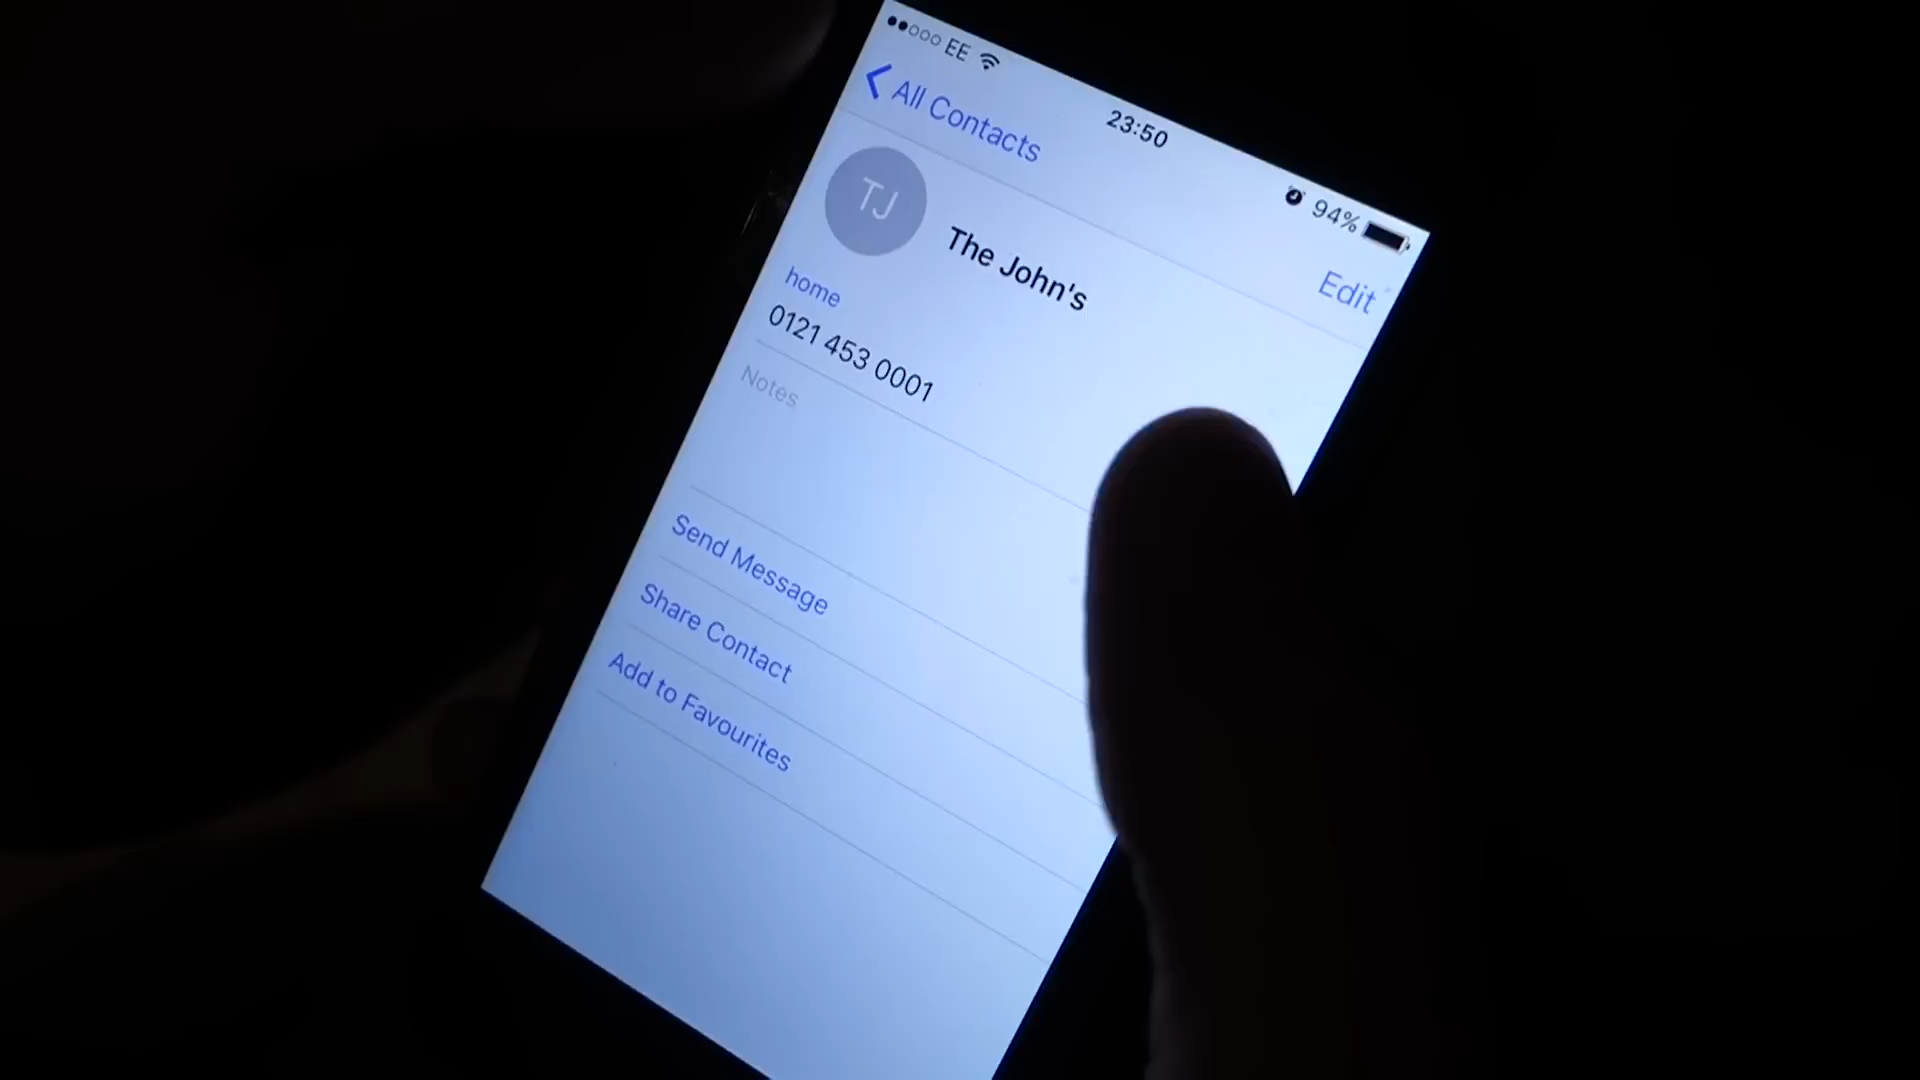 EE 23:50 94%
All Contacts Edit
TJ The John's
home
0121 453 0001
Notes
Send Message
Share Contact
Add to Favourites